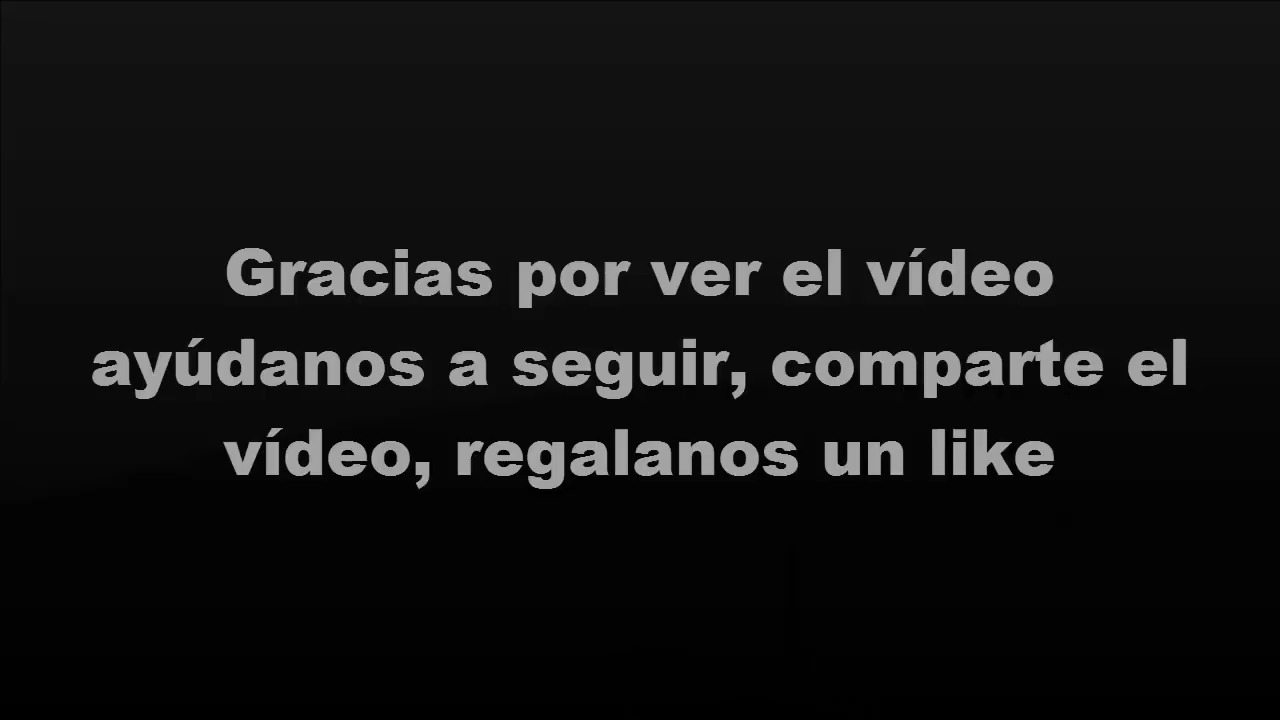 Gracias por ver el vídeo
ayúdanos a seguir, comparte el
vídeo, regalanos un like